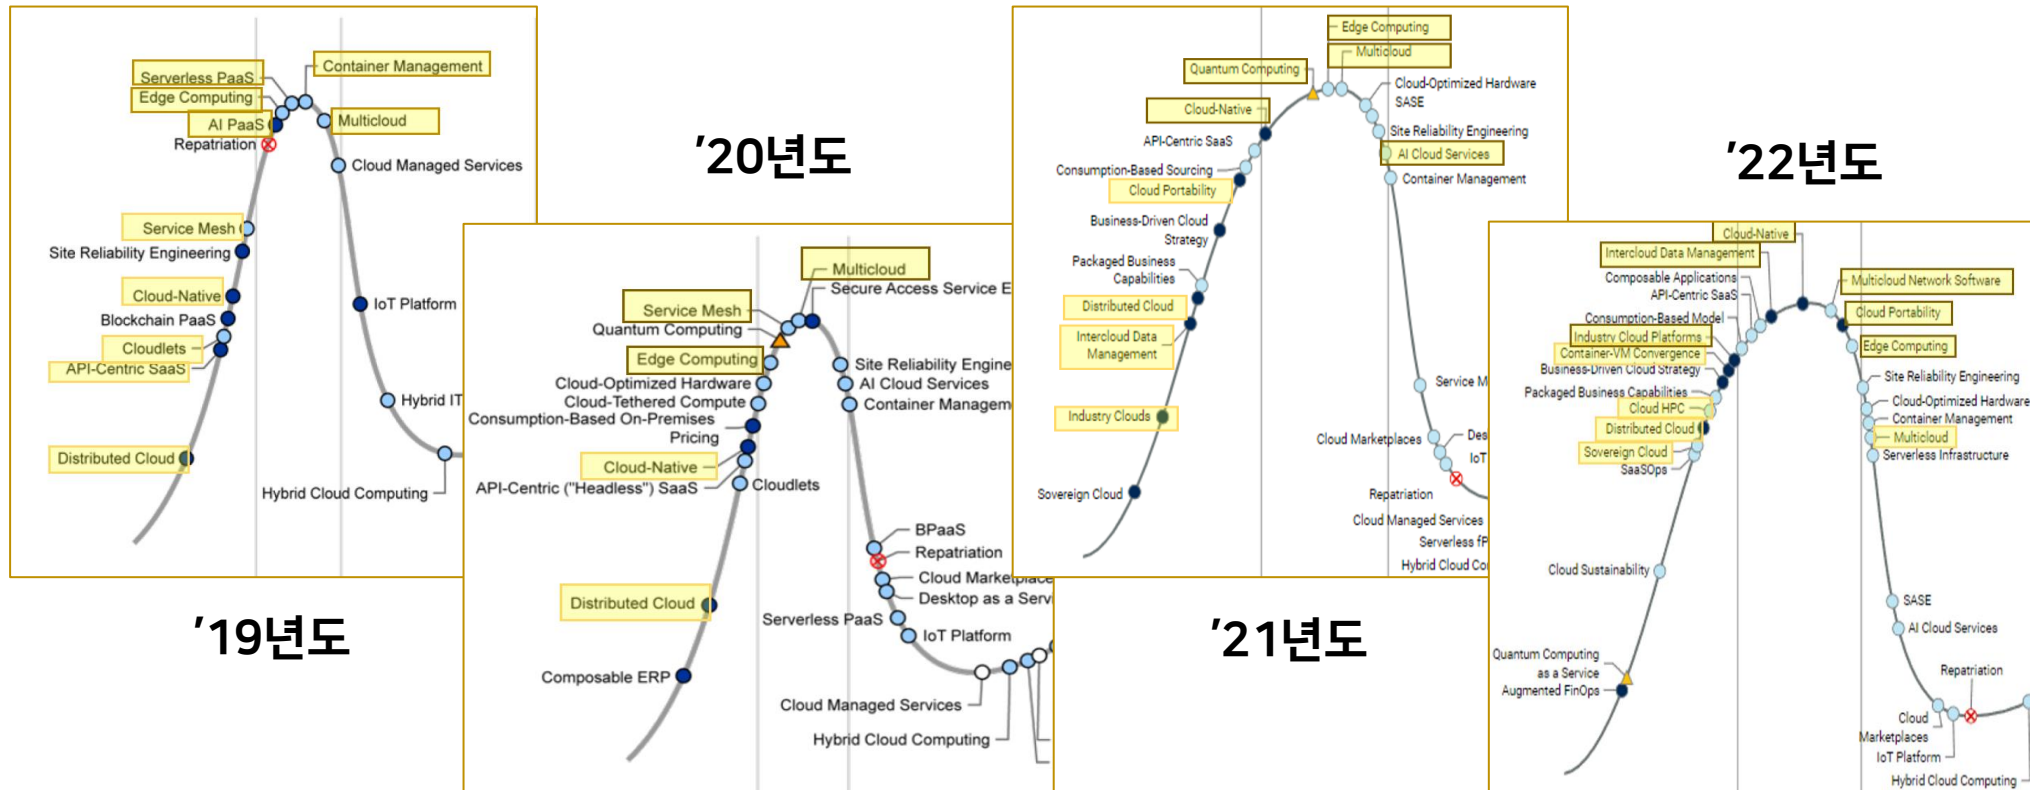 Serverless PaaS
Container Management
Edge Computing
AI PaaS
Multicloud
Repatriation
Cloud Managed Services
Service Mesh
Site Reliability Engineering
Cloud-Native
IoT Platform
Blockchain PaaS
Cloudlets
API-Centric SaaS
Hybrid IT
Distributed Cloud
Hybrid Cloud Computing
'19년도
'20년도
Multicloud
Secure Access Service E
Service Mesh
Quantum Computing
Edge Computing
Site Reliability Enginee
Cloud-Optimized Hardware
AI Cloud Services
Cloud-Tethered Compute
Container Managem
Consumption-Based On-Premises
Pricing
Cloud-Native
API-Centric ("Headless") SaaS
Cloudlets
BPaaS
Repatriation
Cloud Marketplace
Desktop as a Servi
Distributed Cloud
Serverless PaaS
IoT Platform
Composable ERP
Cloud Managed Services
Hybrid Cloud Computing
Edge Computing
Multicloud
Quantum Computing
Cloud-Optimized Hardware
SASE
Cloud-Native
Site Reliability Engineering
API-Centric SaaS
AI Cloud Services
Consumption-Based Sourcing
Container Management
Cloud Portability
Business-Driven Cloud
Strategy
Packaged Business
Capabilities
Distributed Cloud
Intercloud Data
Management
Service M
Industry Clouds
Cloud Marketplaces
Des
IoT
Sovereign Cloud
Repatriation
Cloud Managed Services
Serverless fP
Hybrid Cloud Co
'21년도
'22년도
Cloud-Native
Intercloud Data Management
Composable Applications
Multicloud Network Software
API-Centric SaaS
Consumption-Based Model
Cloud Portability
Industry Cloud Platforms
Edge Computing
Container-VM Convergence
Business-Driven Cloud Strategy
Site Reliability Engineering
Packaged Business Capabilities
Cloud-Optimized Hardware
Cloud HPC
Container Management
Distributed Cloud
Multicloud
Sovereign Cloud
Serverless Infrastructure
SaaSOps
Cloud Sustainability
SASE
AI Cloud Services
Quantum Computing
as a Service
Augmented FinOps
Repatriation
Cloud
Marketplaces
IoT Platform
Hybrid Cloud Computing